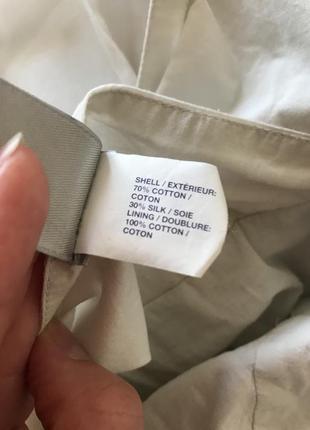 SHELL / EXTÉRIEUR:
70% COTTON /
COTON
30% SILK / SOIE
LINING / DOUBLURE:
100% COTTON /
COTON